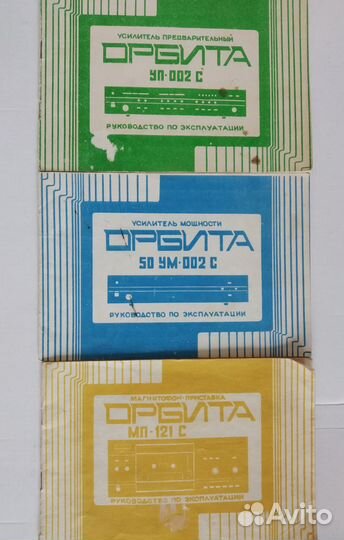 УСИЛИТЕЛЬ ПРЕДВАРИТЕЛЬНЫЙ
ОРБИТА
УП-002 С
РУКОВОДСТВО ПО ЭКСПЛУАТАЦИИ
УСИЛИТЕЛЬ МОЩНОСТИ
ОРБИТА
50 УМ-002 С
РУКОВОДСТВО ПО ЭКСПЛУАТАЦИИ
МАГНИТОФОН-ПРИСТАВКА
ОРБИТА
МП-121 С
РУКОВОДСТВО ПО ЭКСПЛУАТАЦИИ
Avito